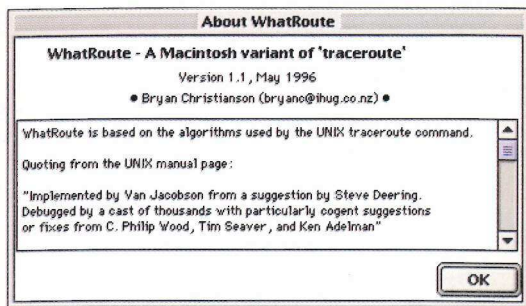 About WhatRoute
WhatRoute - A Macintosh variant of 'traceroute'
Version 1.1, May 1996
• Bryan Christianson (bryanc@ihug.co.nz) •
WhatRoute is based on the algorithms used by the UNIX traceroute command.
Quoting from the UNIX manual page:
"Implemented by Van Jacobson from a suggestion by Steve Deering.
Debugged by a cast of thousands with particularly cogent suggestions
or fixes from C. Philip Wood, Tim Seaver, and Ken Adelman"
OK